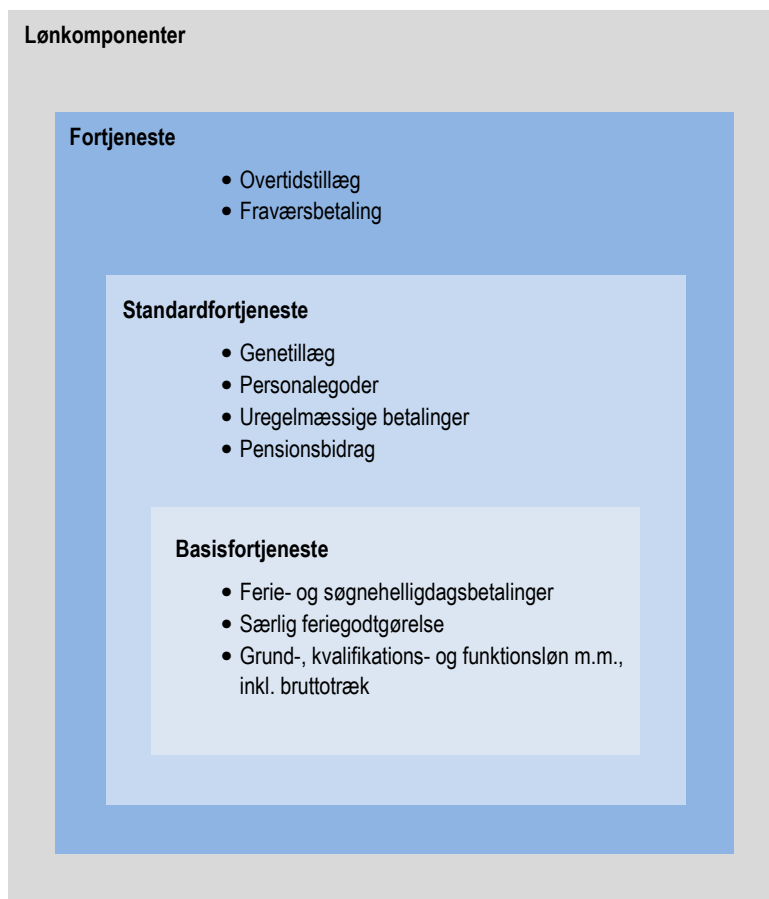 Lønkomponenter
Fortjeneste
• Overtidstillæg
• Fraværsbetaling
Standardfortjeneste
• Genetillæg
• Personalegoder
• Uregelmæssige betalinger
• Pensionsbidrag
Basisfortjeneste
• Ferie- og søgnehelligdagsbetalinger
• Særlig feriegodtgørelse
• Grund-, kvalifikations- og funktionsløn m.m.,
inkl. bruttotræk